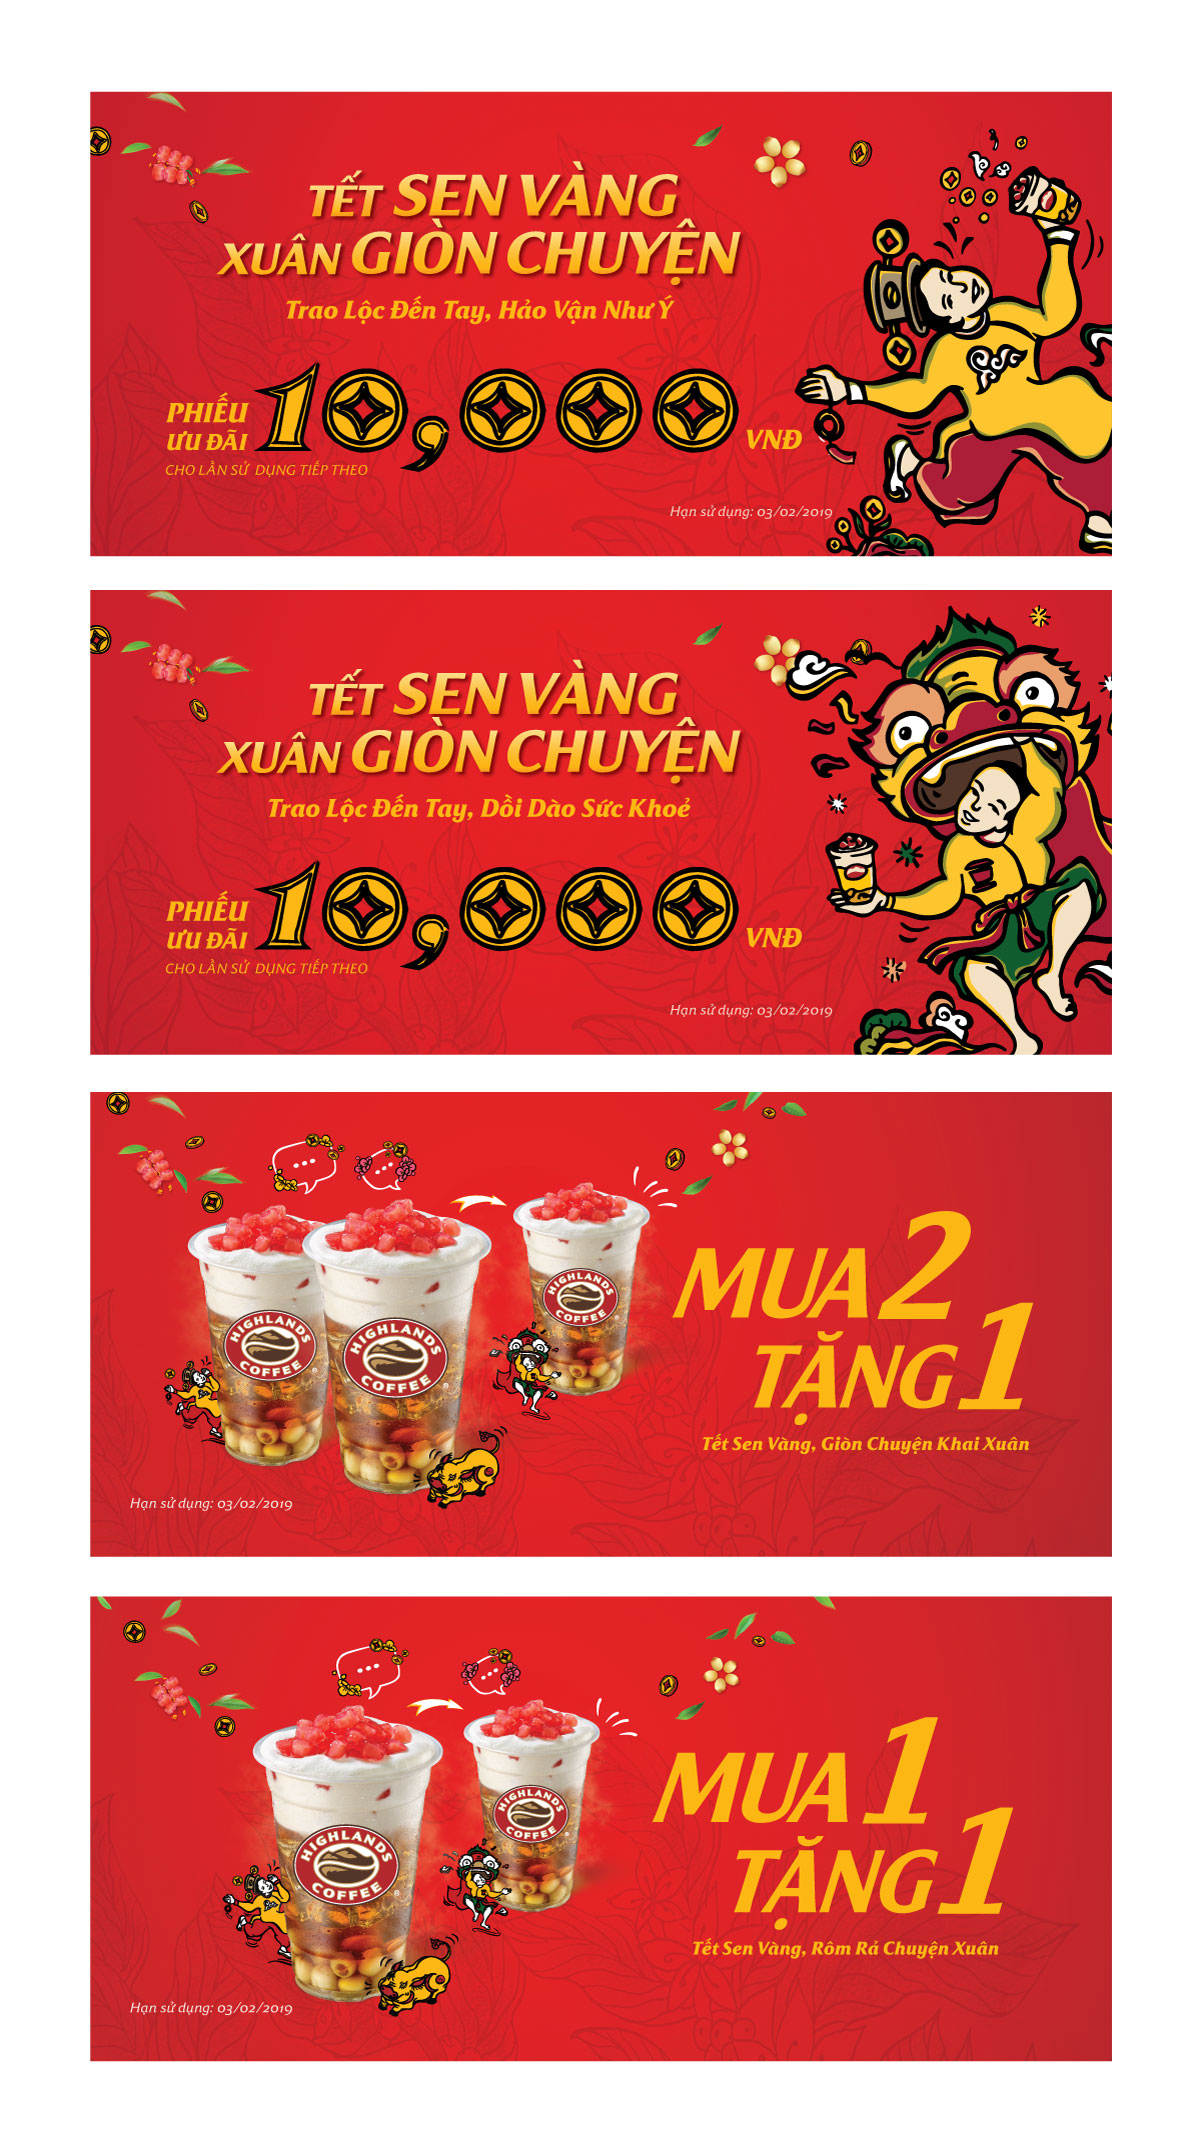 TẾT SEN VÀNG
XUÂN GIÒN CHUYỆN
Trao Lộc Đến Tay, Hảo Vận Như Ý
PHIẾU
ƯU ĐÃI
10,000 VNĐ
CHO LẦN SỬ DỤNG TIẾP THEO
Hạn sử dụng: 03/02/2019
TẾT SEN VÀNG
XUÂN GIÒN CHUYỆN
Trao Lộc Đến Tay, Dồi Dào Sức Khoẻ
PHIẾU
ƯU ĐÃI
10,000 VNĐ
CHO LẦN SỬ DỤNG TIẾP THEO
Hạn sử dụng: 03/02/2019
HIGHLANDS
COFFEE
HIGHLANDS
COFFEE
HIGHLANDS
COFFEE
MUA 2
TẶNG 1
Tết Sen Vàng, Giòn Chuyện Khai Xuân
Hạn sử dụng: 03/02/2019
HIGHLANDS
COFFEE
HIGHLANDS
COFFEE
MUA 1
TẶNG 1
Tết Sen Vàng, Rôm Rả Chuyện Xuân
Hạn sử dụng: 03/02/2019